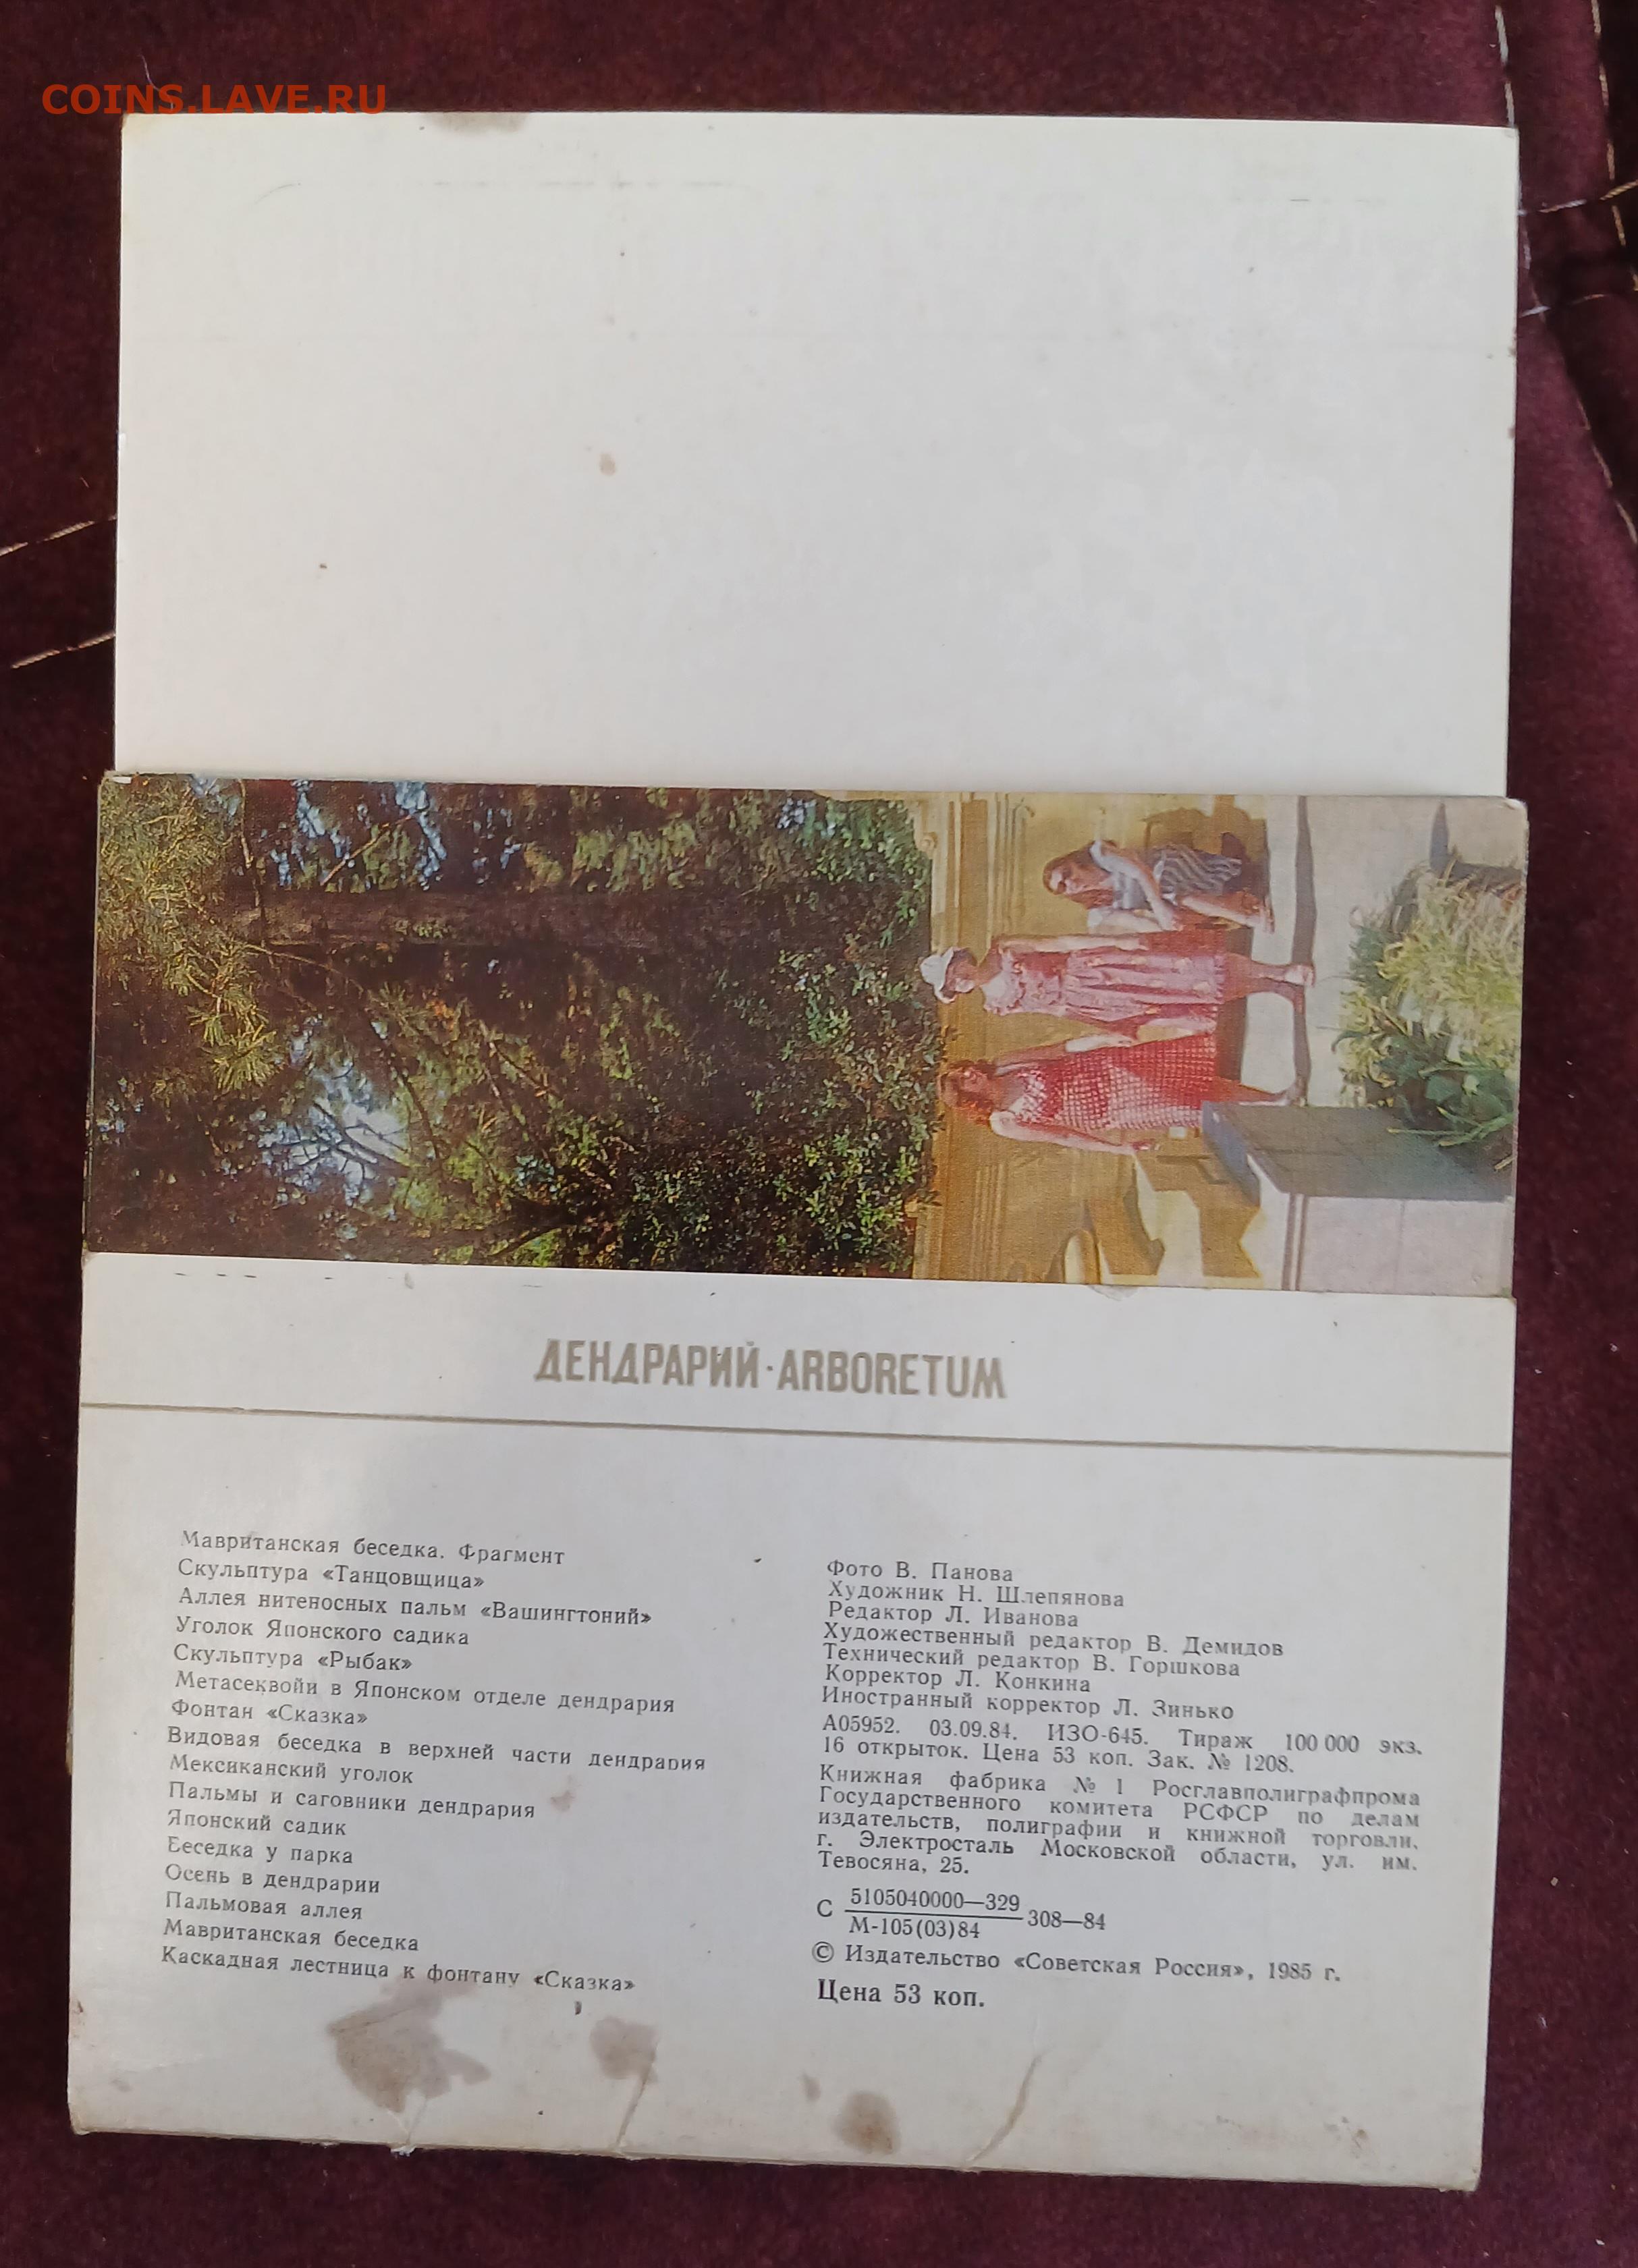 COINS.LAVE.RU
ДЕНДРАРИЙ · ARBORETUM
Мавританская беседка. Фрагмент
Скульптура «Танцовщица»
Аллея нитеносных пальм «Вашингтоний»
Уголок Японского садика
Скульптура «Рыбак»
Метасеквойи в Японском отделе дендрария
Фонтан «Сказка»
Видовая беседка в верхней части дендрария
Мексиканский уголок
Пальмы и саговники дендрария
Японский садик
Беседка у парка
Осень в дендрарии
Пальмовая аллея
Мавританская беседка
Каскадная лестница к фонтану «Сказка»
Фото В. Панова
Художник Н. Шлепянова
Редактор Л. Иванова
Художественный редактор В. Демидов
Технический редактор В. Горшкова
Корректор Л. Конкина
Иностранный корректор Л. Зинько
А05952. 03.09.84. ИЗО-645. Тираж 100 000 экз.
16 открыток. Цена 53 коп. Зак. № 1208.
Книжная фабрика № 1 Росглавполиграфпрома
Государственного комитета РСФСР по делам
издательств, полиграфии и книжной торговли,
г. Электросталь Московской области, ул. им.
Тевосяна, 25.
С 5105040000—329
М-105(03)84 308—84
© Издательство «Советская Россия», 1985 г.
Цена 53 коп.